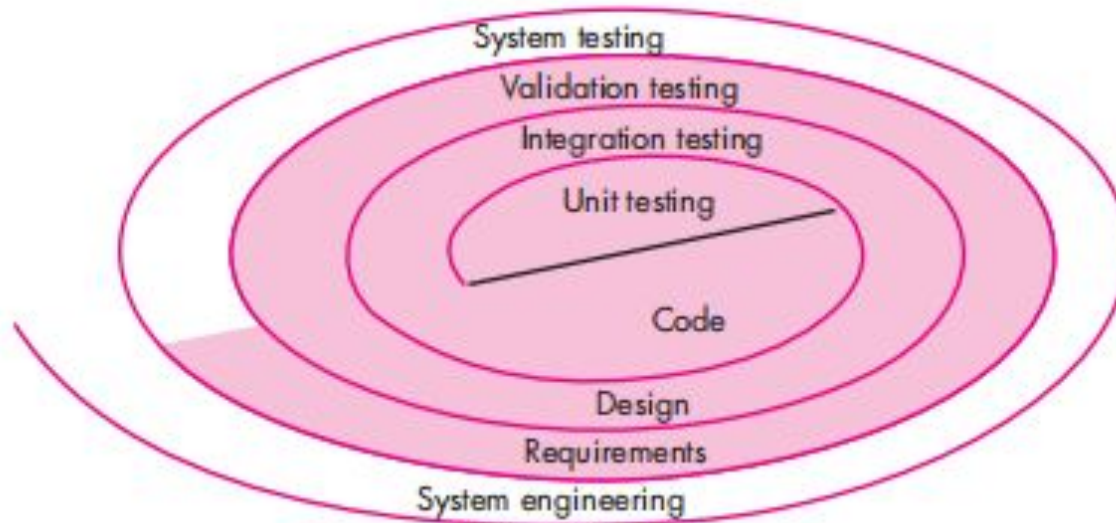 System testing
Validation testing
Integration testing
Unit testing
Code
Design
Requirements
System engineering